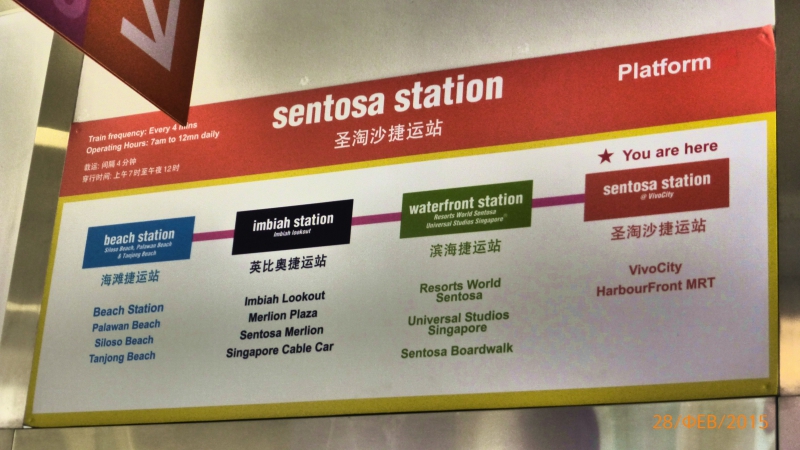 sentosa station
圣淘沙捷运站
Platform
Train frequency: Every 4 mins
Operating Hours: 7am to 12mn daily
载运: 间隔 4 分钟
穿行时间: 上午 7 时至午夜 12 时
★ You are here
beach station
Siloso Beach, Palawan Beach
& Tanjong Beach
海滩捷运站
Beach Station
Palawan Beach
Siloso Beach
Tanjong Beach
imbiah station
Imbiah lookout
英比奥捷运站
Imbiah Lookout
Merlion Plaza
Sentosa Merlion
Singapore Cable Car
waterfront station
Resorts World Sentosa
Universal Studios Singapore®
滨海捷运站
Resorts World
Sentosa
Universal Studios
Singapore
Sentosa Boardwalk
sentosa station
@ VivoCity
圣淘沙捷运站
VivoCity
HarbourFront MRT
28/ФЕВ/2015